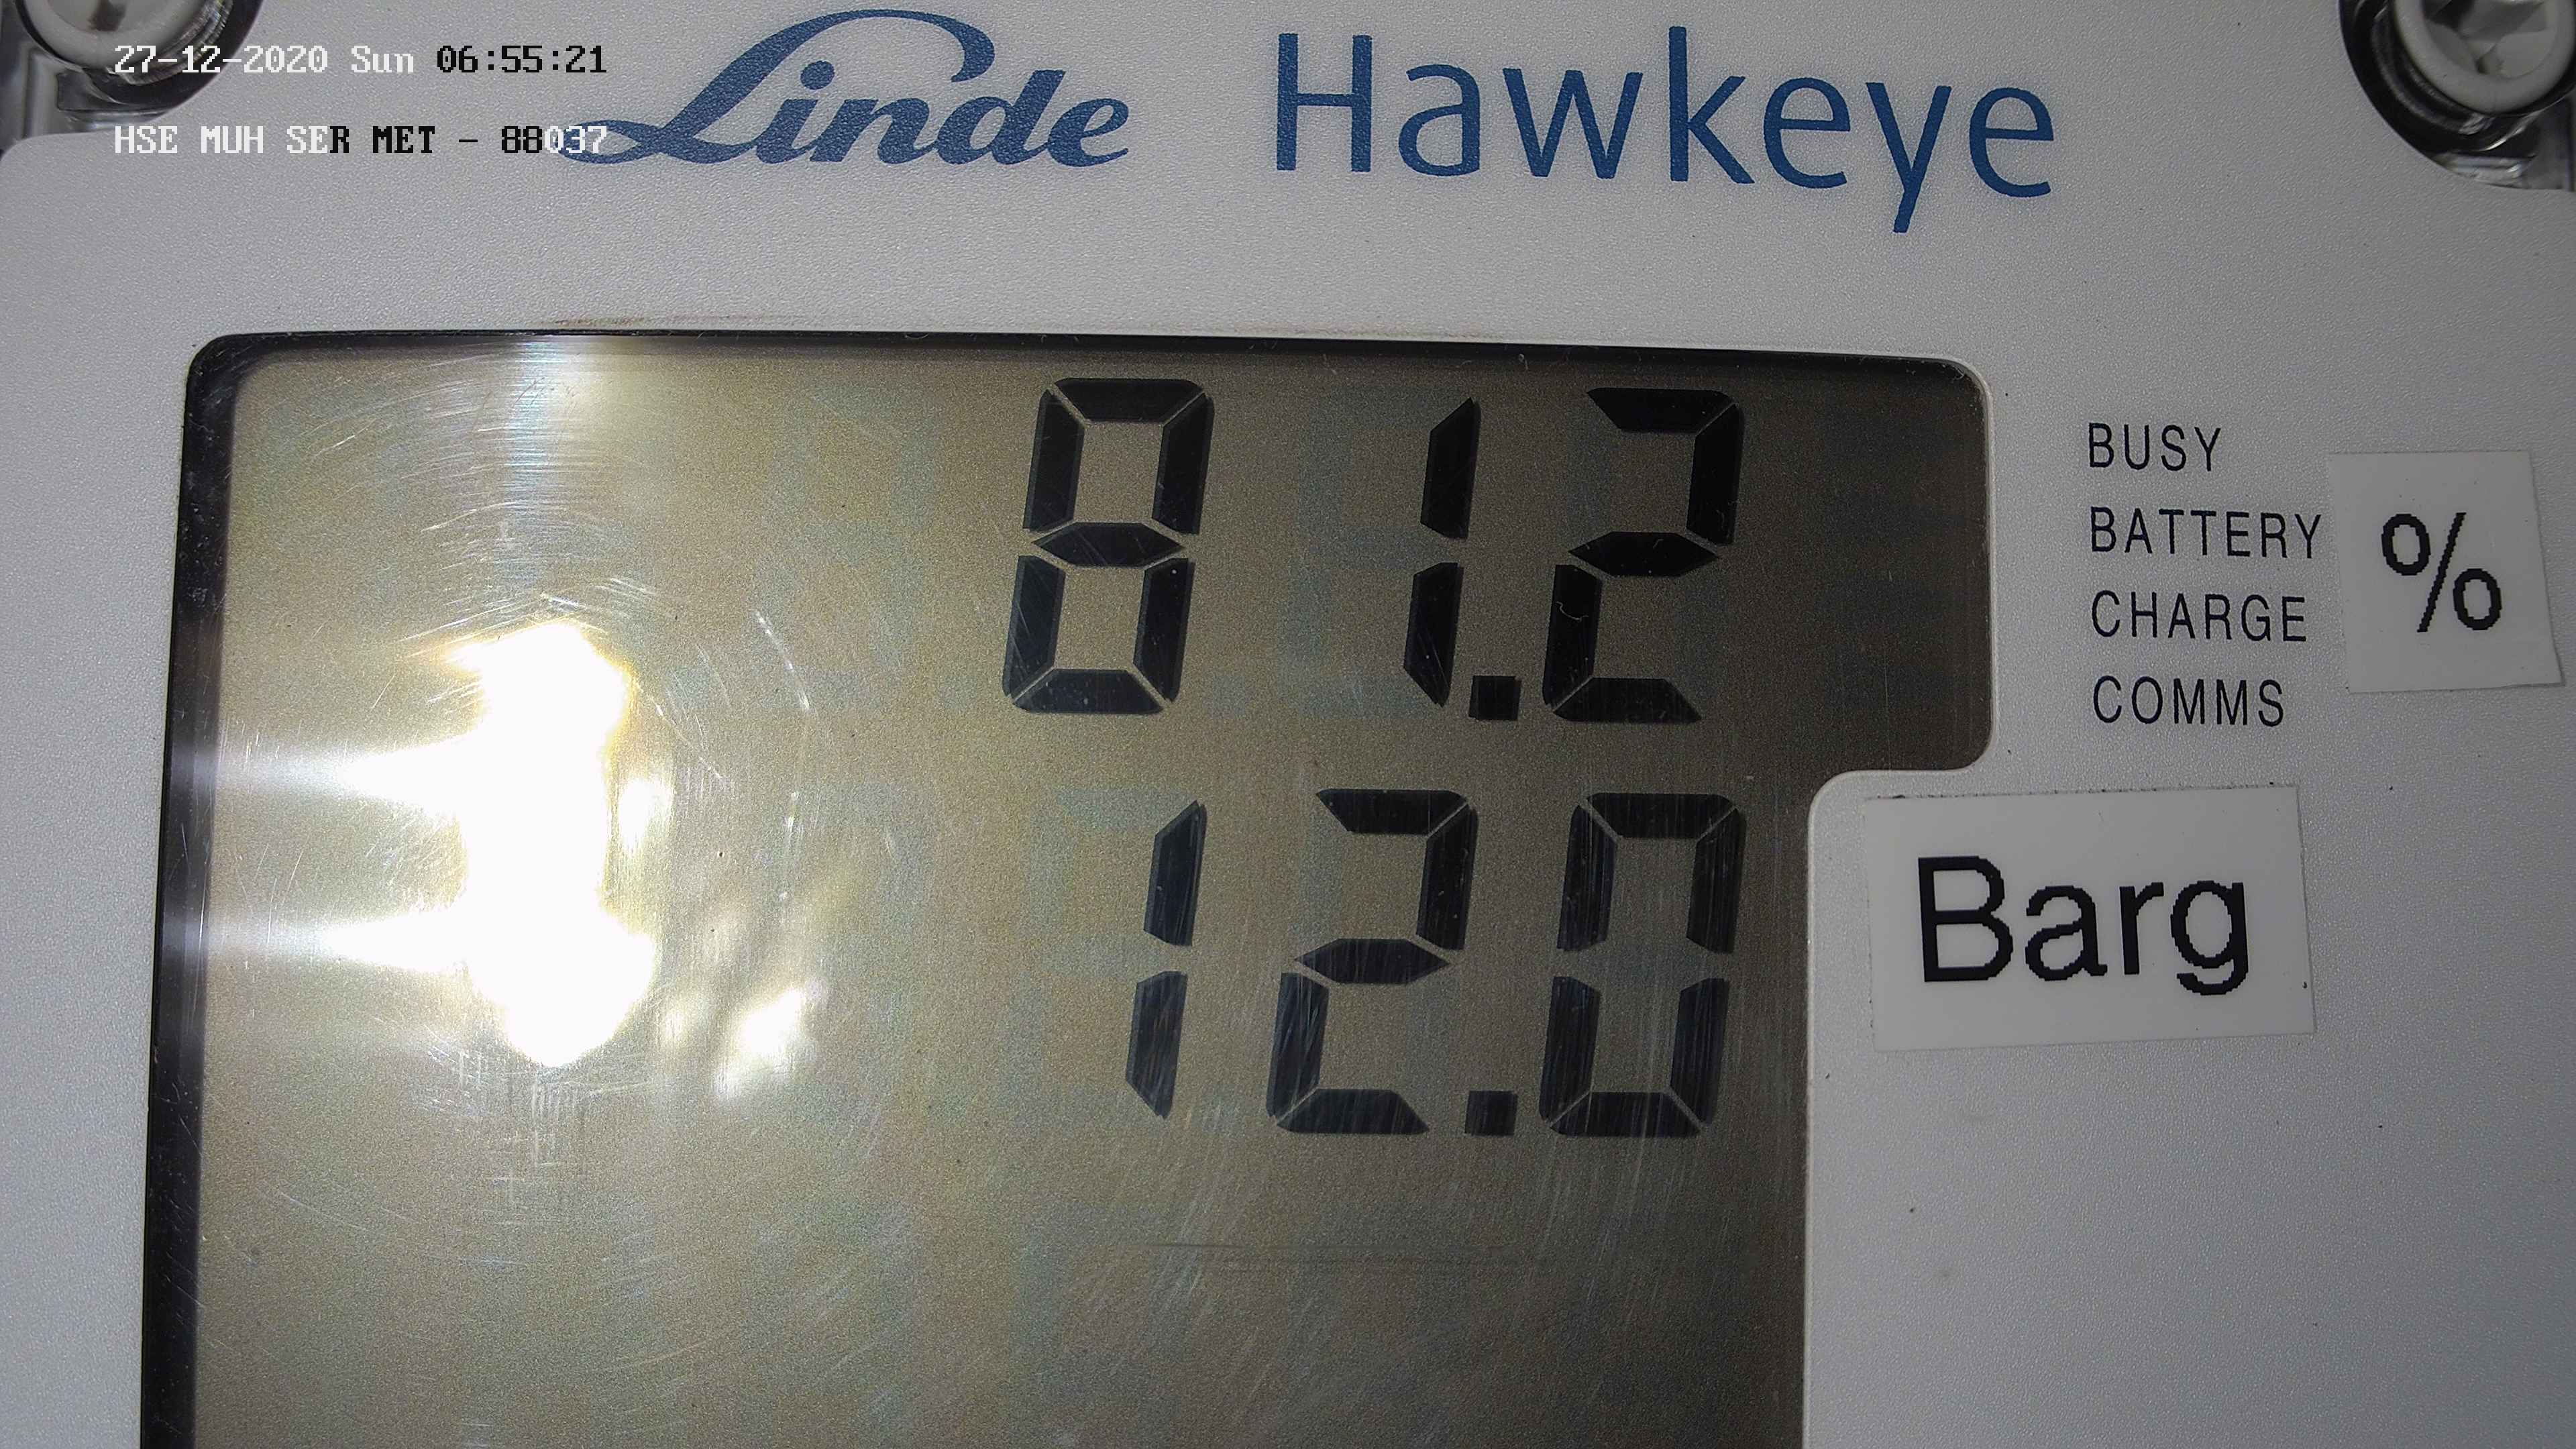 27-12-2020 Sun 06:55:21
HSE MUH SER MET - 88037
Linde Hawkeye
81.2
BUSY
BATTERY
CHARGE
COMMS
%
12.0
Barg